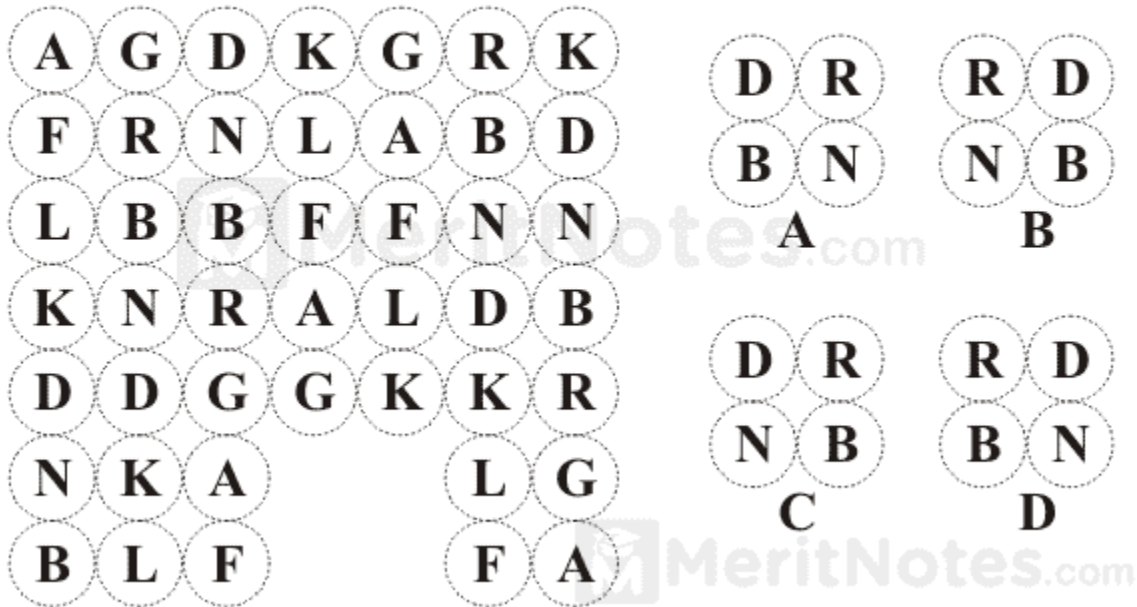 A G D K G R K
F R N L A B D
L B B F F N N
K N R A L D B
D D G G K K R
N K A L G
B L F F A
D R
B N
A
R D
N B
B
D R
N B
C
R D
B N
D
MeritNotes.com
MeritNotes.com